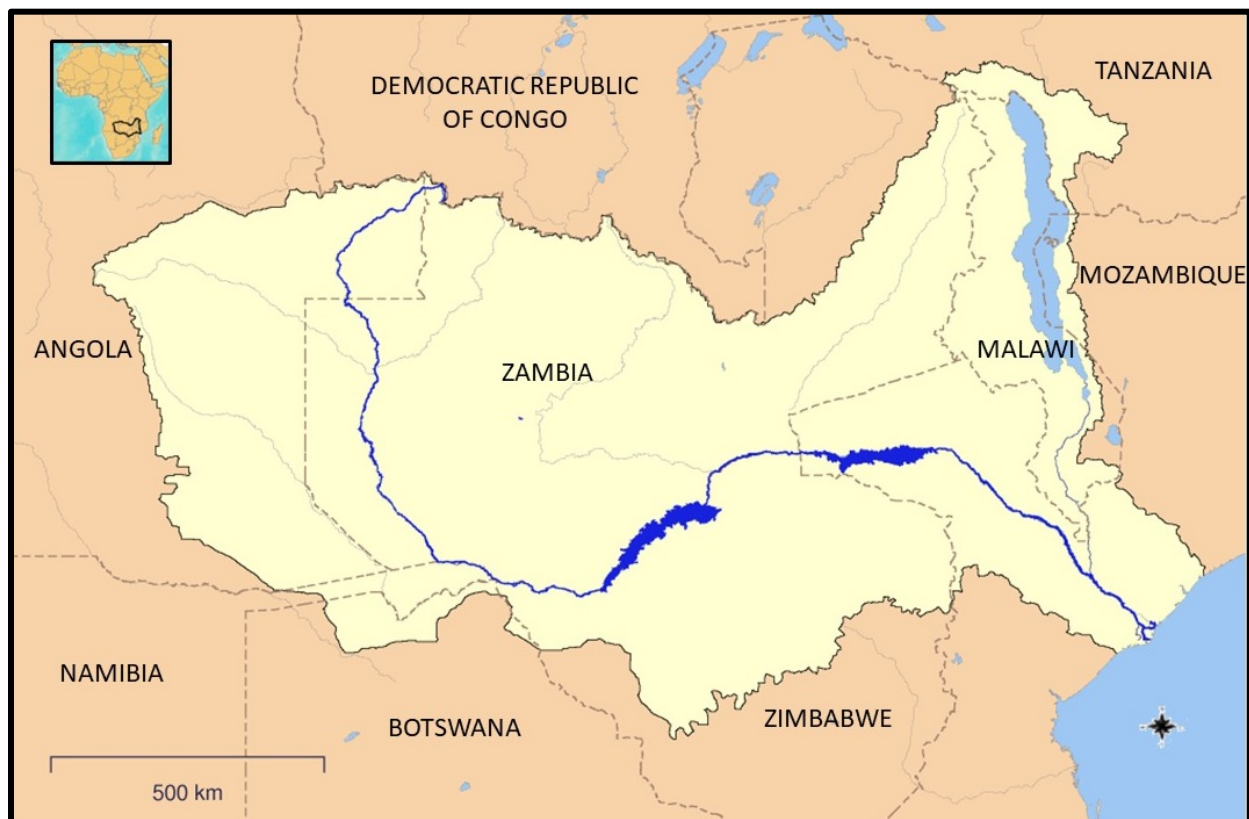 DEMOCRATIC REPUBLIC
OF CONGO
TANZANIA
MOZAMBIQUE
ANGOLA
ZAMBIA
MALAWI
NAMIBIA
BOTSWANA
ZIMBABWE
500 km